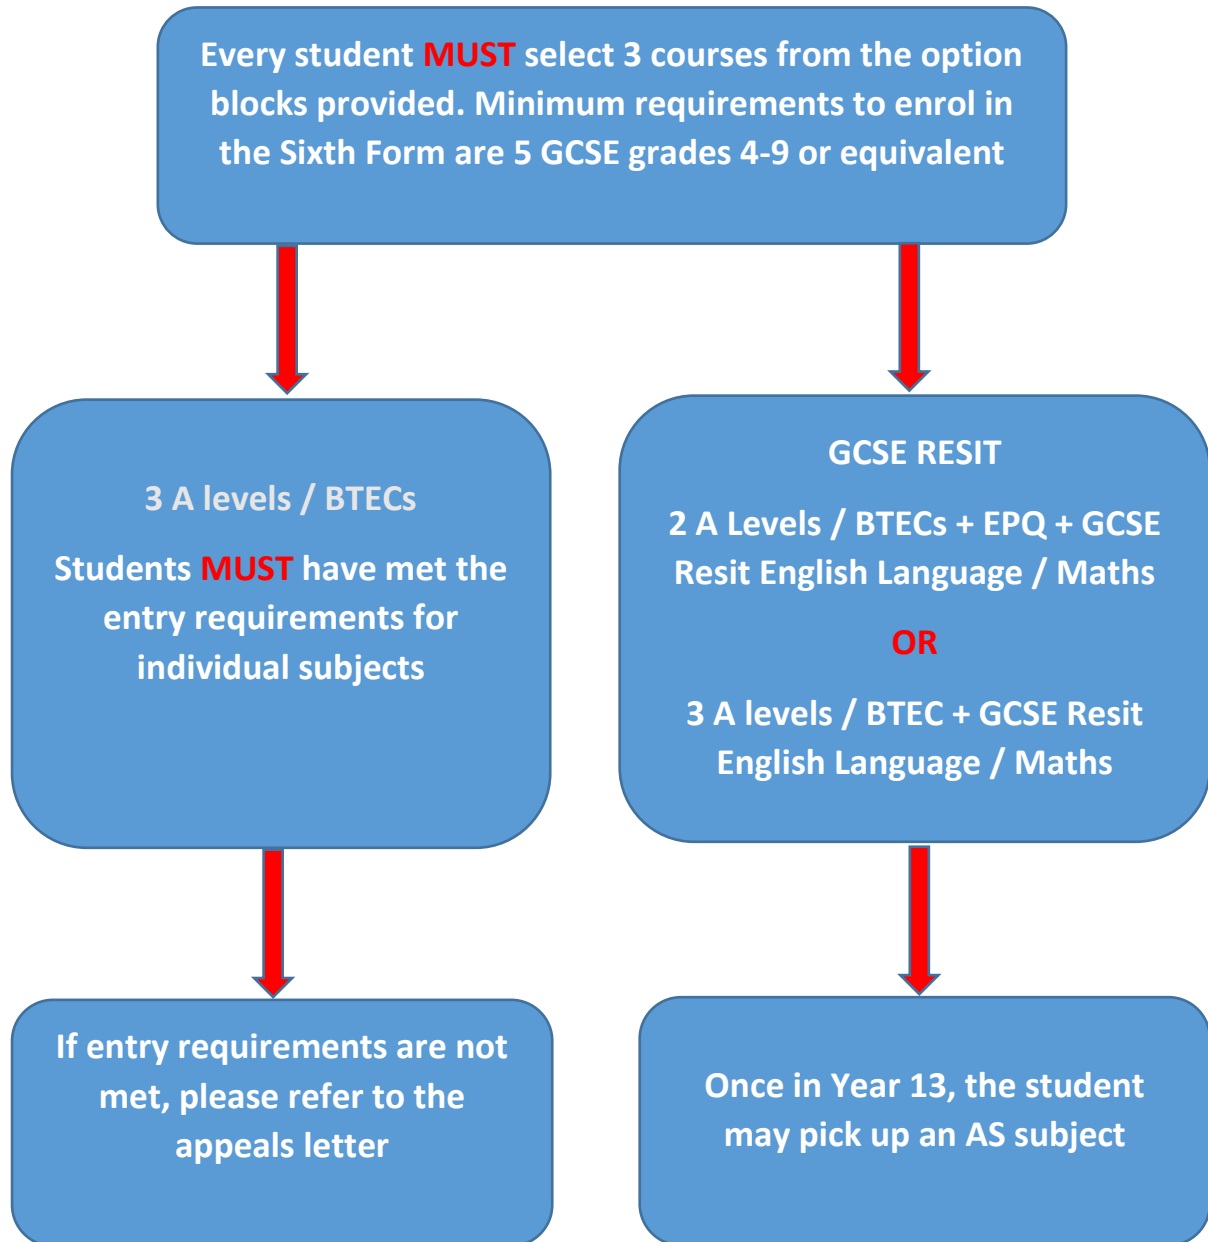 Every student MUST select 3 courses from the option
blocks provided. Minimum requirements to enrol in
the Sixth Form are 5 GCSE grades 4-9 or equivalent
3 A levels / BTECs
Students MUST have met the
entry requirements for
individual subjects
GCSE RESIT
2 A Levels / BTECs + EPQ + GCSE
Resit English Language / Maths
OR
3 A levels / BTEC + GCSE Resit
English Language / Maths
If entry requirements are not
met, please refer to the
appeals letter
Once in Year 13, the student
may pick up an AS subject